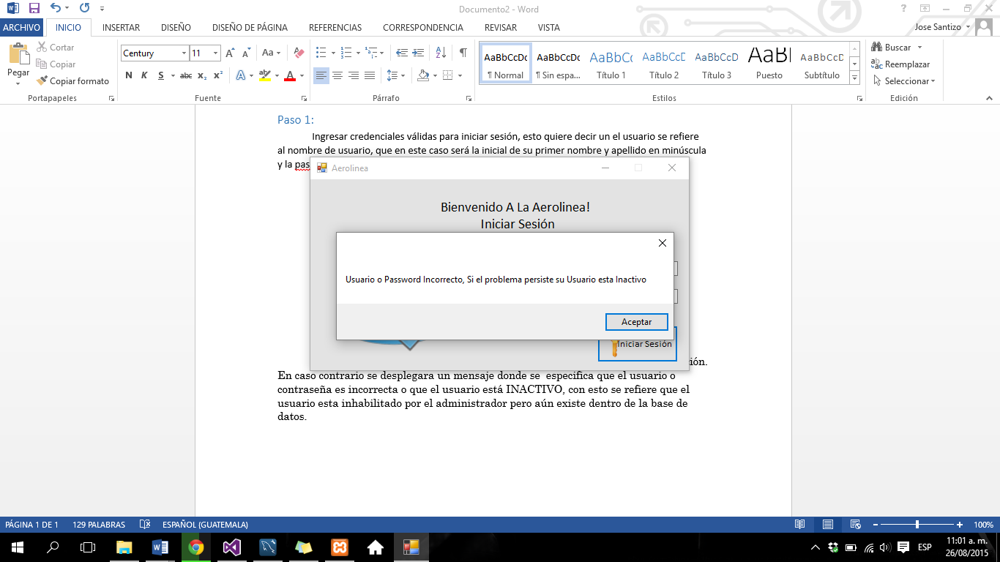 Documento2 - Word
ARCHIVO INICIO INSERTAR DISEÑO DISEÑO DE PÁGINA REFERENCIAS CORRESPONDENCIA REVISAR VISTA Jose Santizo
Pegar
Cortar
Copiar
Copiar formato
Portapapeles
Century 11
N K S abc x₂ x²
Fuente
Párrafo
AaBbCcDc AaBbCcDc AaBbCc AaBbCcD AaBbCcD AaBl AaBbCcD
¶ Normal ¶ Sin espa... Título 1 Título 2 Título 3 Puesto Subtítulo
Estilos
Buscar
Reemplazar
Seleccionar
Edición
Paso 1:
Ingresar credenciales válidas para iniciar sesión, esto quiere decir un el usuario se refiere
al nombre de usuario, que en este caso será la inicial de su primer nombre y apellido en minúscula
y la pas
Aerolinea
Bienvenido A La Aerolinea!
Iniciar Sesión
Usuario o Password Incorrecto, Si el problema persiste su Usuario esta Inactivo
Aceptar
Iniciar Sesión
ión.
En caso contrario se desplegara un mensaje donde se especifica que el usuario o
contraseña es incorrecta o que el usuario está INACTIVO, con esto se refiere que el
usuario esta inhabilitado por el administrador pero aún existe dentro de la base de
datos.
PÁGINA 1 DE 1 129 PALABRAS ESPAÑOL (GUATEMALA) 100%
ESP
11:01 a. m.
26/08/2015